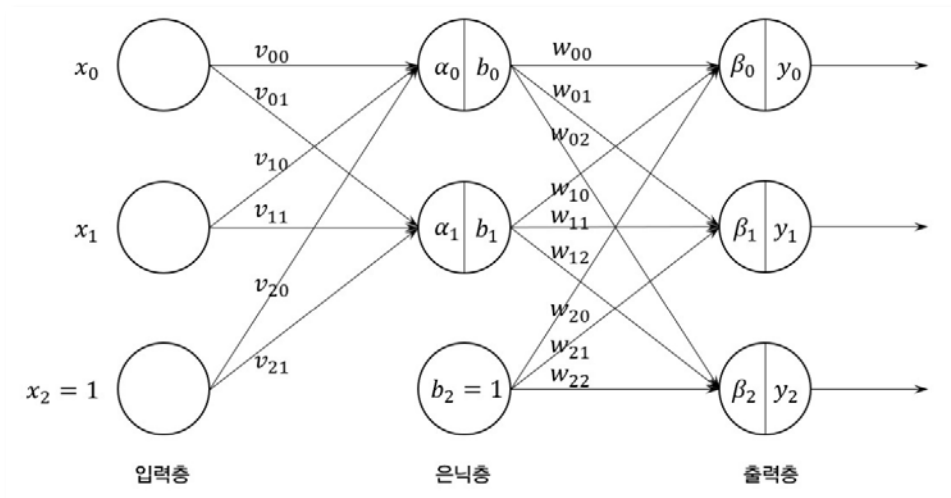 x₀ v₀₀ α₀ b₀ w₀₀ β₀ y₀
v₀₁ w₀₁
w₀₂
v₁₀ w₁₀
x₁ v₁₁ α₁ b₁ w₁₁ β₁ y₁
w₁₂
v₂₀ w₂₀
v₂₁ w₂₁
x₂ = 1 b₂ = 1 w₂₂ β₂ y₂
입력층 은닉층 출력층